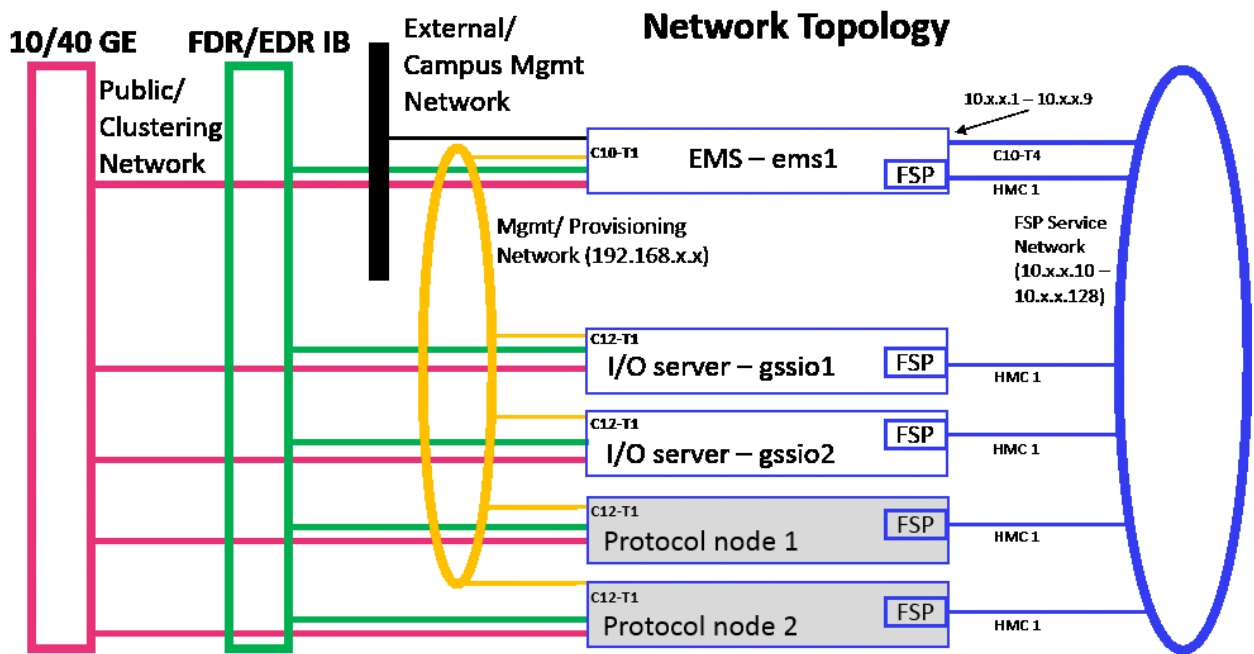 Network Topology
10/40 GE
FDR/EDR IB
External/
Campus Mgmt
Network
Public/
Clustering
Network
10.x.x.1 – 10.x.x.9
C10-T1
EMS – ems1
FSP
C10-T4
HMC 1
Mgmt/ Provisioning
Network (192.168.x.x)
FSP Service
Network
(10.x.x.10 –
10.x.x.128)
C12-T1
I/O server – gssio1
FSP
HMC 1
C12-T1
I/O server – gssio2
FSP
HMC 1
C12-T1
Protocol node 1
FSP
HMC 1
C12-T1
Protocol node 2
FSP
HMC 1